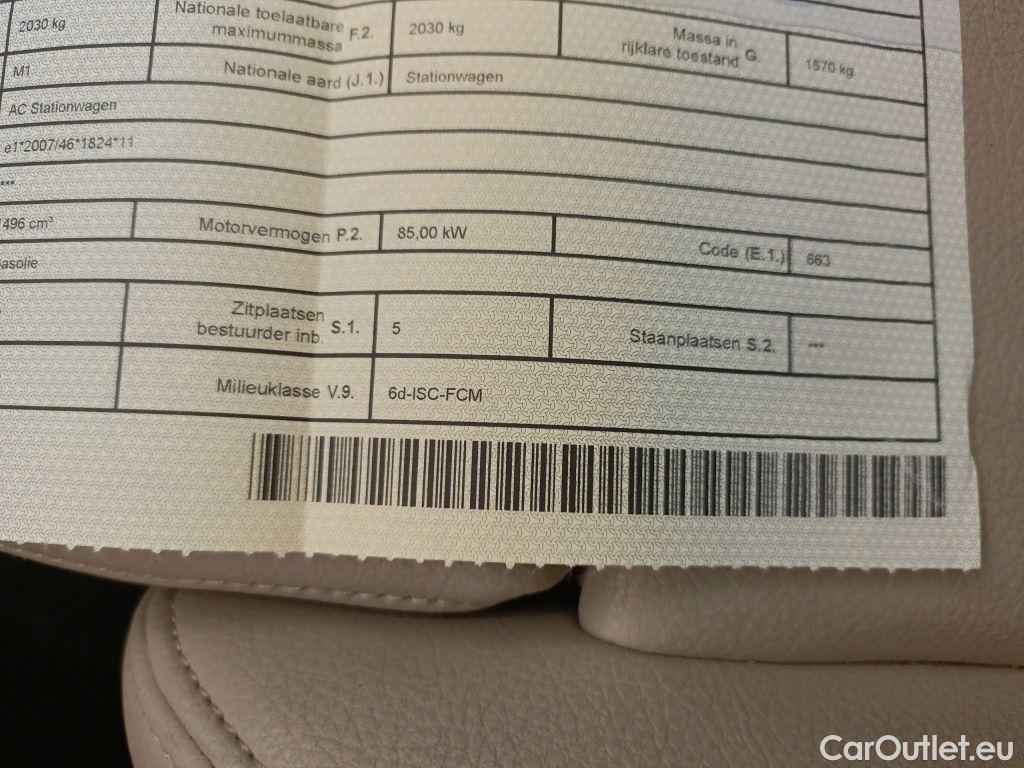 2030 kg
Nationale toelaatbare maximummassa F.2.
2030 kg
Massa in rijklare toestand G.
1570 kg
M1
Nationale aard (J.1.)
Stationwagen
AC Stationwagen
e1*2007/46*1824*11
***
496 cm³
Motorvermogen P.2.
85,00 kW
Code (E.1.)
663
asolie
Zitplaatsen bestuurder inb. S.1.
5
Staanplaatsen S.2.
---
Milieuklasse V.9.
6d-ISC-FCM
CarOutlet.eu